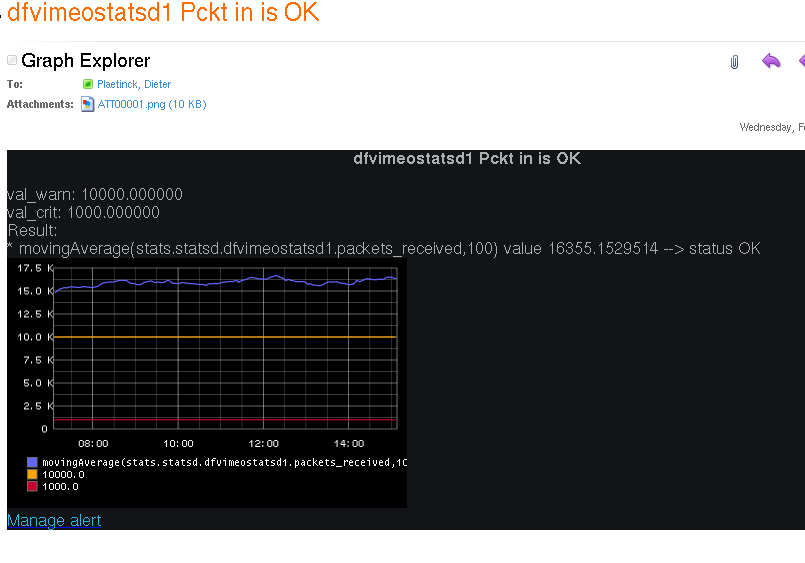 dfvimeostatsd1 Pckt in is OK
Graph Explorer
To: Plaetinck, Dieter
Attachments: ATT00001.png (10 KB)
Wednesday, F
dfvimeostatsd1 Pckt in is OK
val_warn: 10000.000000
val_crit: 1000.000000
Result:
* movingAverage(stats.statsd.dfvimeostatsd1.packets_received,100) value 16355.1529514 --> status OK
17.5 K
15.0 K
12.5 K
10.0 K
7.5 K
5.0 K
2.5 K
0
08:00 10:00 12:00 14:00
movingAverage(stats.statsd.dfvimeostatsd1.packets_received,10
10000.0
1000.0
Manage alert